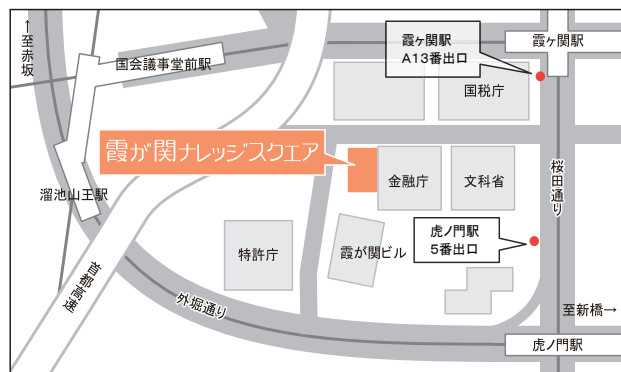 ←至赤坂
国会議事堂前駅
霞ヶ関駅
A13番出口
霞ヶ関駅
国税庁
霞が関ナレッジスクエア
金融庁
文科省
桜田通り
溜池山王駅
虎ノ門駅
5番出口
特許庁
霞が関ビル
首都高速
外堀通り
至新橋→
虎ノ門駅